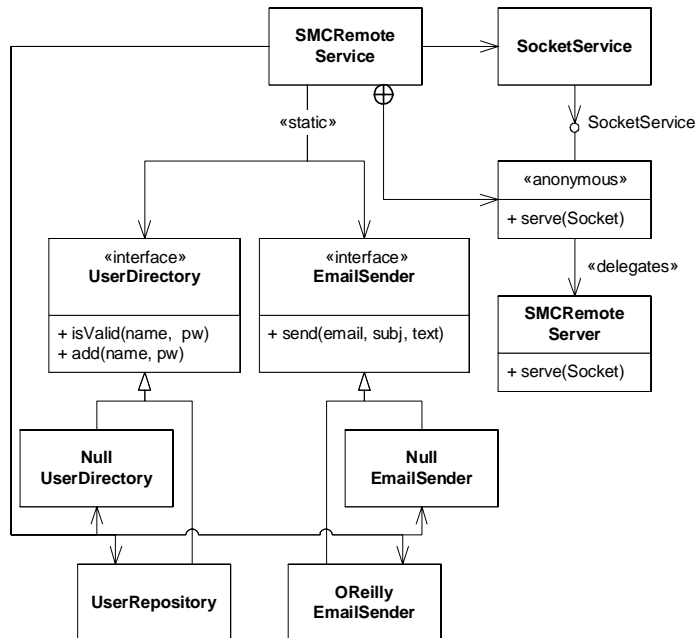 SMCRemote
Service
SocketService
«static»
SocketService
«anonymous»
+ serve(Socket)
«interface»
UserDirectory
+ isValid(name, pw)
+ add(name, pw)
«interface»
EmailSender
+ send(email, subj, text)
«delegates»
SMCRemote
Server
+ serve(Socket)
Null
UserDirectory
Null
EmailSender
UserRepository
OReilly
EmailSender